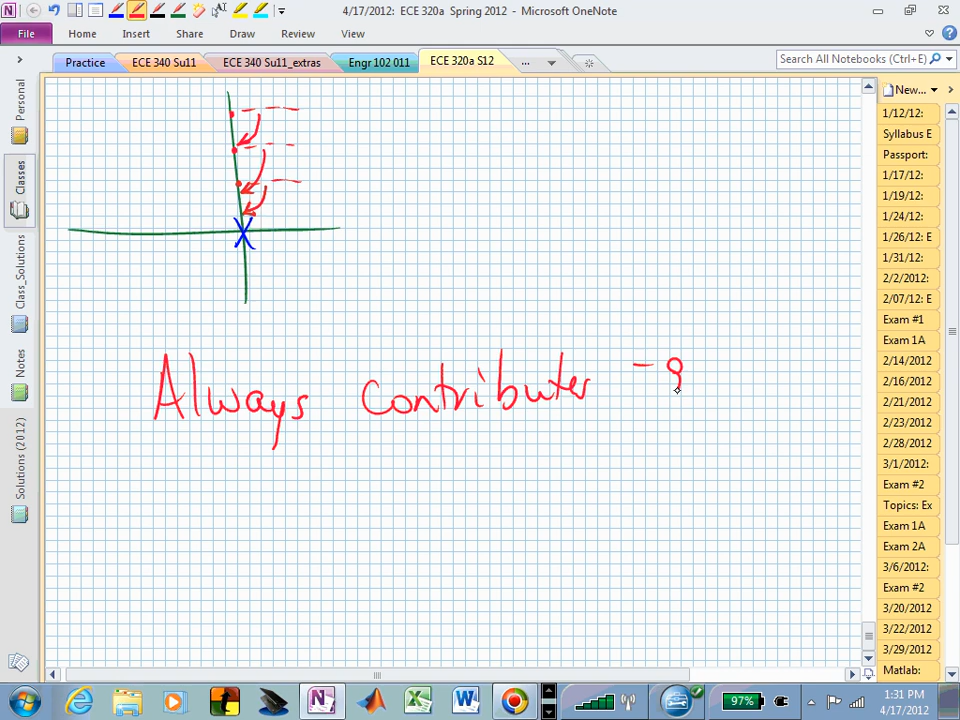 4/17/2012: ECE 320a Spring 2012 - Microsoft OneNote
File Home Insert Share Draw Review View
Practice ECE 340 Su11 ECE 340 Su11_extras Engr 102 011 ECE 320a S12 ...
Search All Notebooks (Ctrl+E)
New...
Personal
Classes
Class_Solutions
Notes
Solutions (2012)
1/12/12:
Syllabus E
Passport:
1/17/12:
1/19/12:
1/24/12:
1/26/12: E
1/31/12:
2/2/2012:
2/07/12: E
Exam #1
Exam 1A
2/14/2012
2/16/2012
2/21/2012
2/23/2012
2/28/2012
3/1/2012:
Exam #2
Topics: Ex
Exam 1A
Exam 2A
3/6/2012:
Exam #2
3/20/2012
3/22/2012
3/29/2012
Matlab:
Always Contributes -9
97%
1:31 PM
4/17/2012